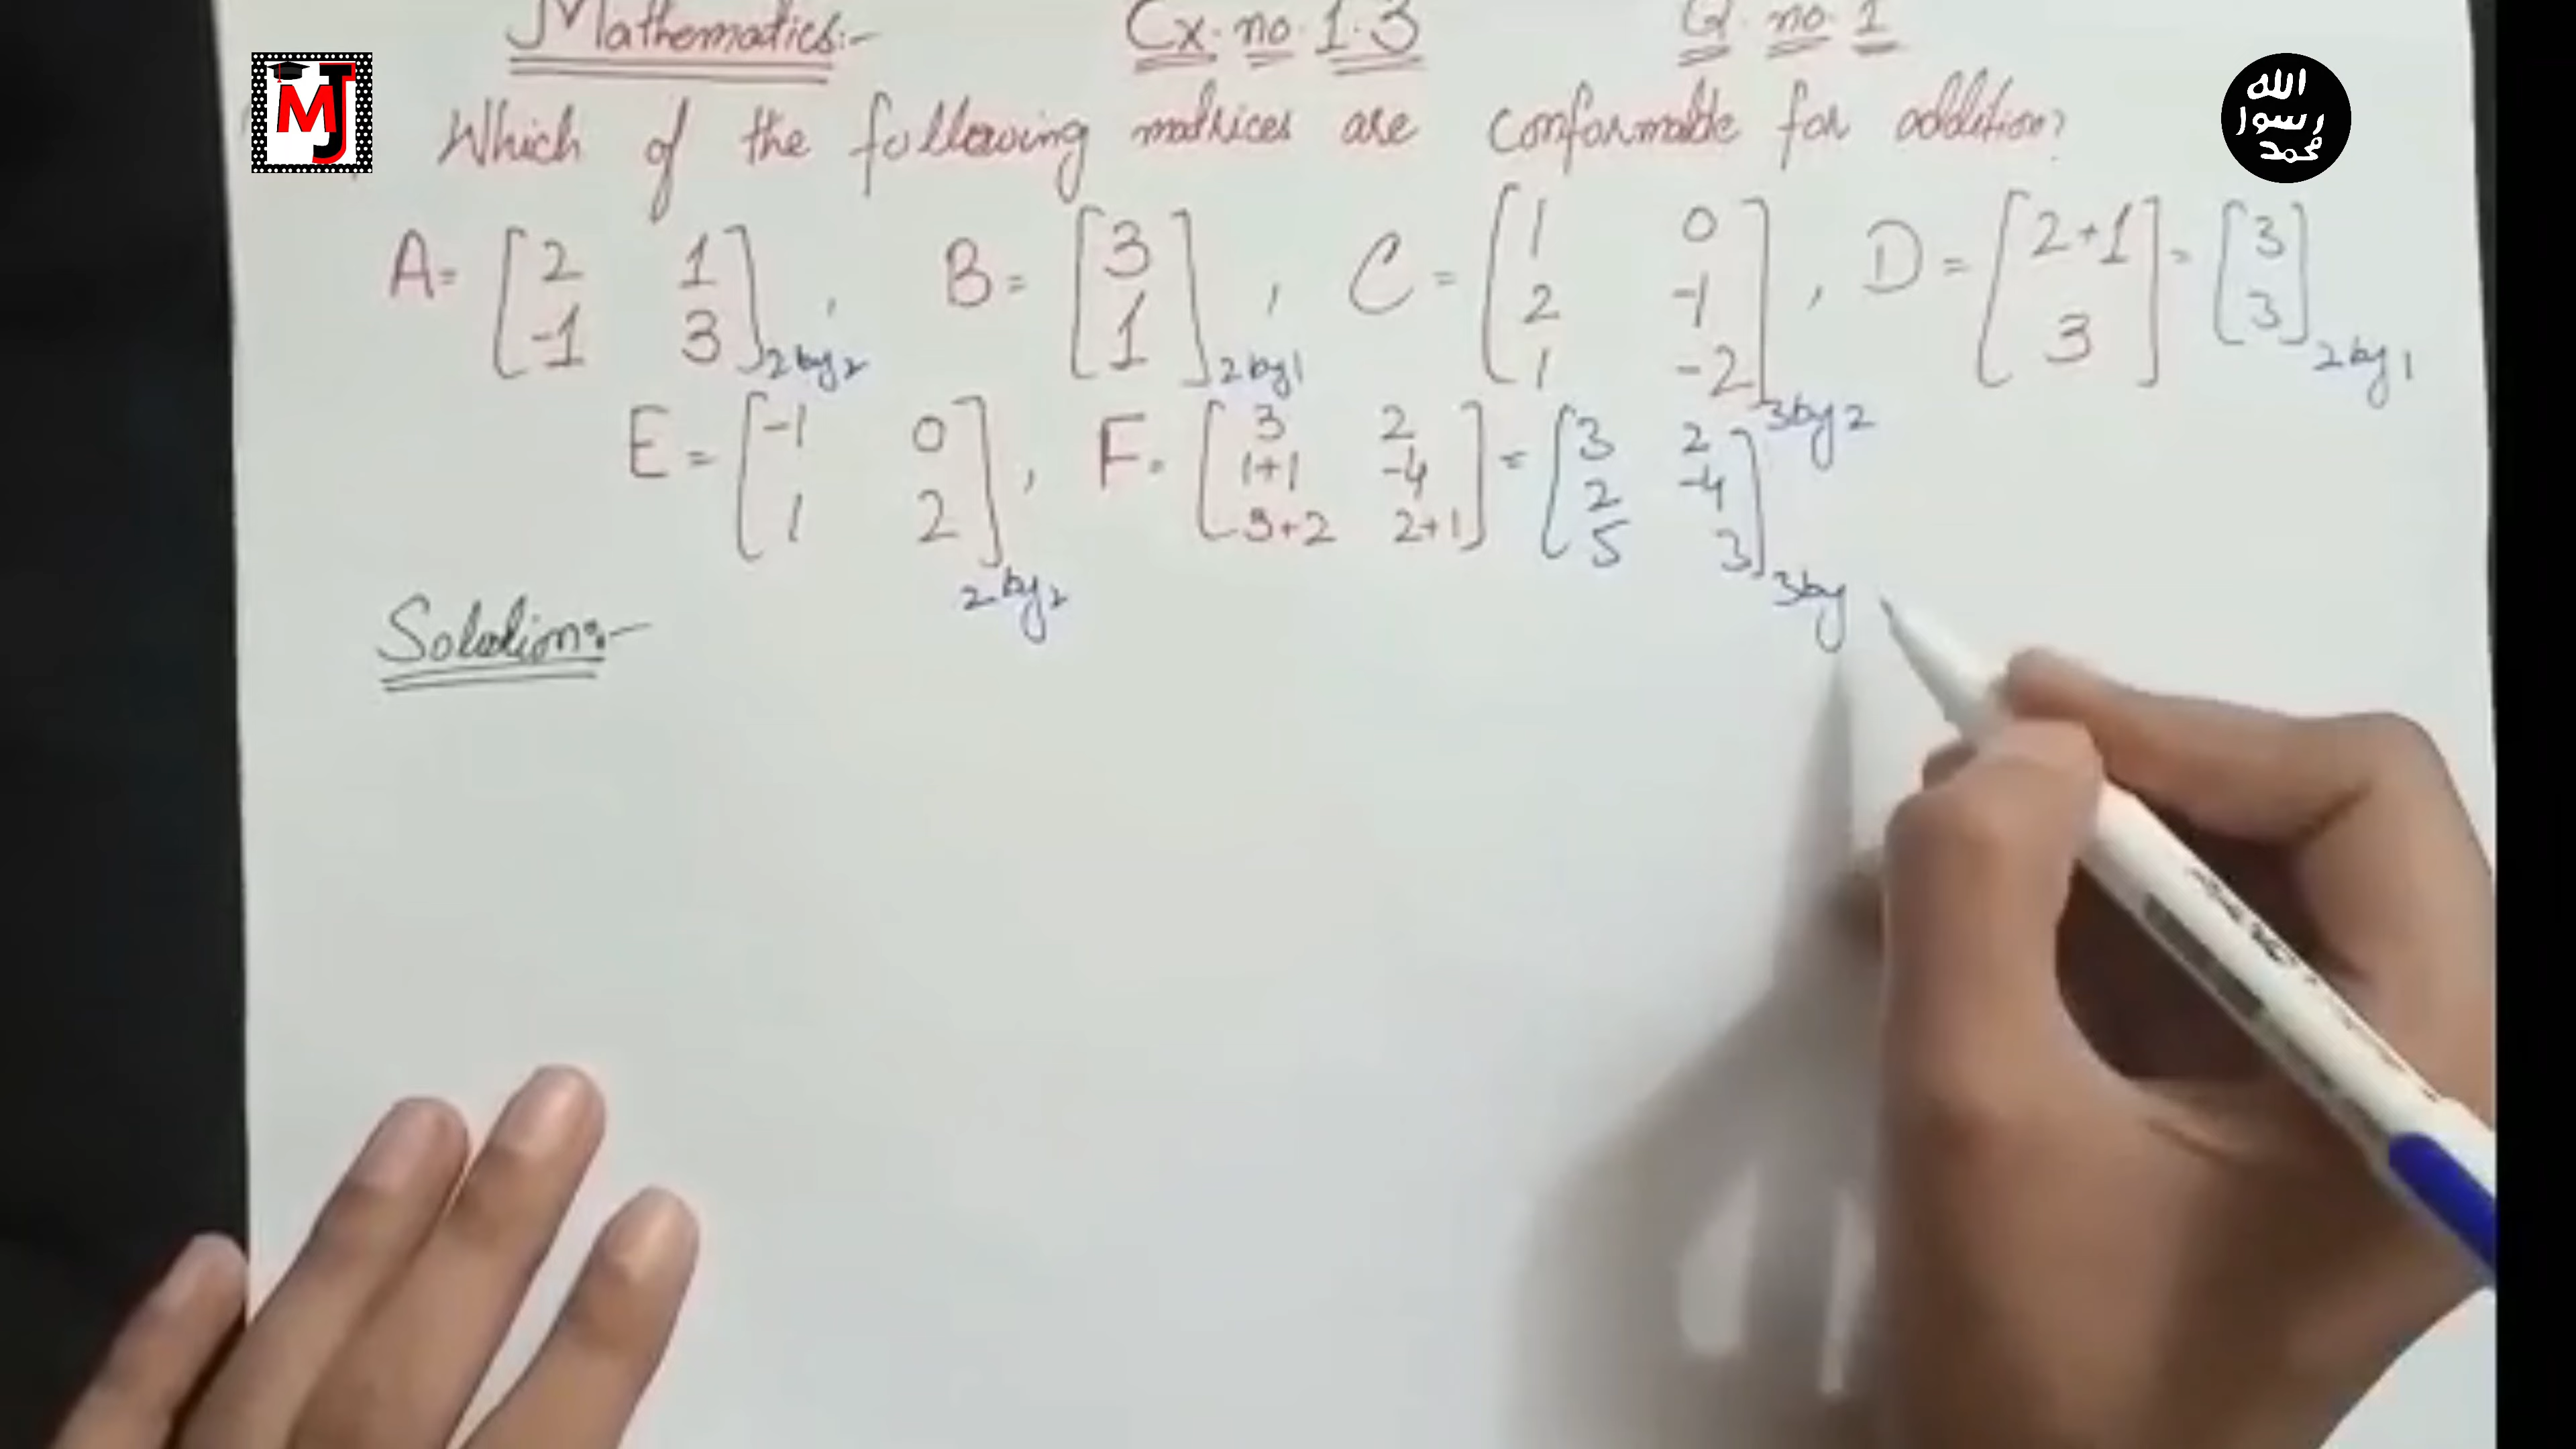 Mathematics:- Ex. no. 1.3 Q. no. 1
MJ
الله
رسول
محمد
Which of the following matrices are conformable for addition?
A = [2 1; -1 3] 2 by 2, B = [3; 1] 2 by 1, C = [1 0; 2 -1; 1 -2] 3 by 2, D = [2+1; 3] = [3; 3] 2 by 1
E = [-1 0; 1 2] 2 by 2, F = [3 2; 1+1 -4; 3+2 2+1] = [3 2; 2 -4; 5 3] 3 by
Solution:-